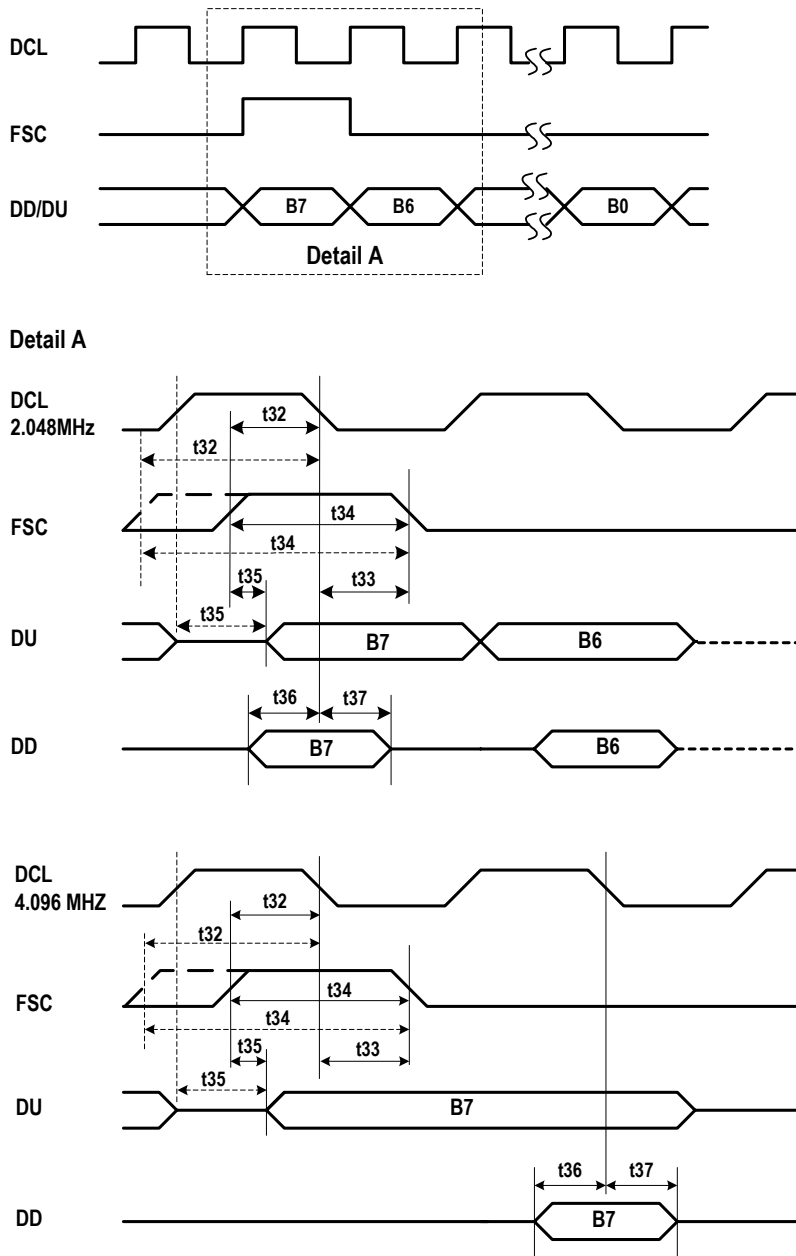 DCL
FSC
DD/DU B7 B6 B0
Detail A
Detail A
DCL
2.048MHz
t32
t32
FSC
t34
t34
t35 t33
t35
DU B7 B6
t36 t37
DD B7 B6
DCL
4.096 MHZ
t32
t32
FSC
t34
t34
t35 t33
t35
DU B7
t36 t37
DD B7